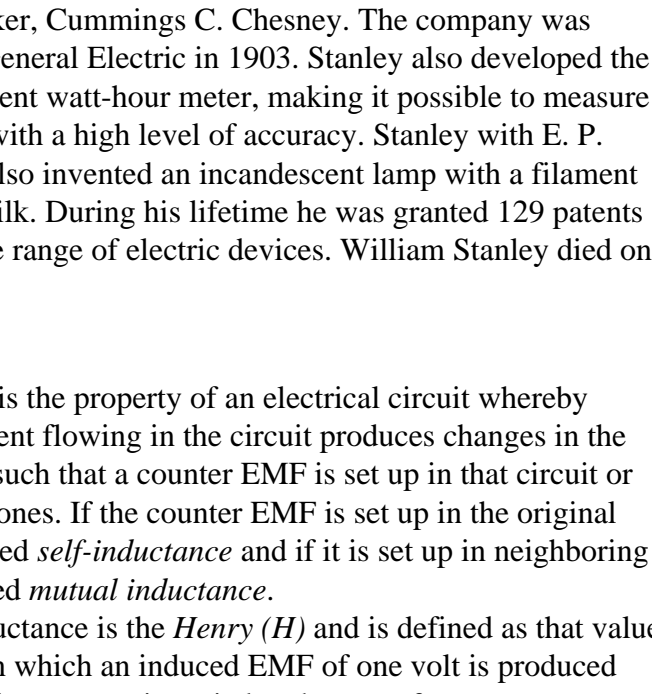 ker, Cummings C. Chesney. The company was
eneral Electric in 1903. Stanley also developed the
ent watt-hour meter, making it possible to measure
with a high level of accuracy. Stanley with E. P.
lso invented an incandescent lamp with a filament
ilk. During his lifetime he was granted 129 patents
e range of electric devices. William Stanley died on
is the property of an electrical circuit whereby
ent flowing in the circuit produces changes in the
such that a counter EMF is set up in that circuit or
ones. If the counter EMF is set up in the original
ed self-inductance and if it is set up in neighboring
ed mutual inductance.
uctance is the Henry (H) and is defined as that value
n which an induced EMF of one volt is produced